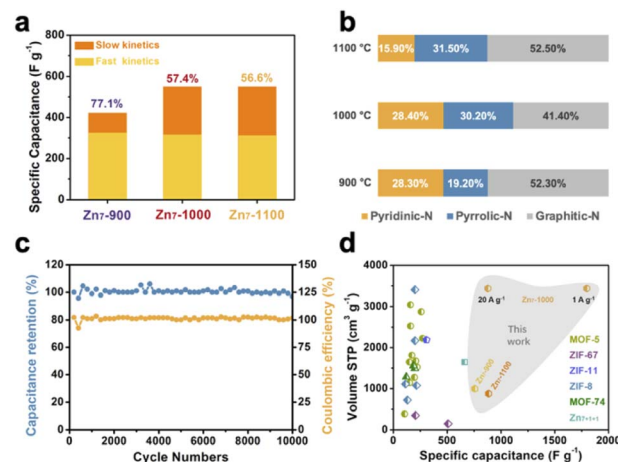 a
Slow kinetics
Fast kinetics
77.1%
57.4%
56.6%
800
600
400
200
0
Specific Capacitance (F g-1)
Zn7-900
Zn7-1000
Zn7-1100
b
1100 °C
15.90%
31.50%
52.50%
1000 °C
28.40%
30.20%
41.40%
900 °C
28.30%
19.20%
52.30%
Pyridinic-N
Pyrrolic-N
Graphitic-N
c
Capacitance retention (%)
120
100
80
60
40
20
0
Coulombic efficiency (%)
150
125
100
75
50
25
0
0 2000 4000 6000 8000 10000
Cycle Numbers
d
Volume STP (cm3 g-1)
4000
3000
2000
1000
0
20 A g-1
Zn7-1000
1 A g-1
This
work
Zn7-900
Zn7-1100
MOF-5
ZIF-67
ZIF-11
ZIF-8
MOF-74
Zn7+1+1
0 500 1000 1500 2000
Specific capacitance (F g-1)